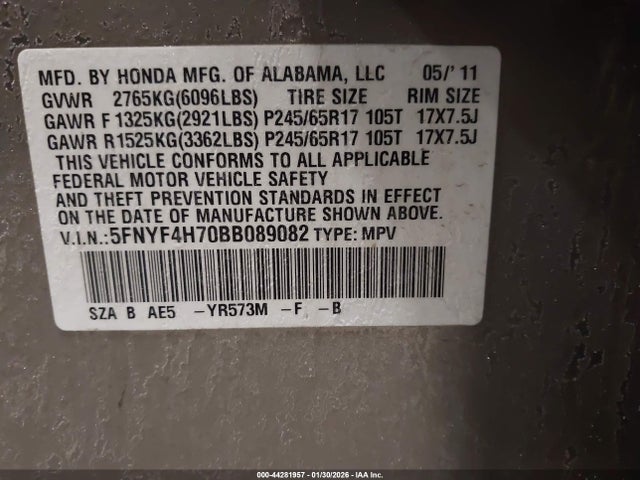 MFD. BY HONDA MFG. OF ALABAMA, LLC 05/'11
GVWR 2765KG(6096LBS) TIRE SIZE RIM SIZE
GAWR F 1325KG(2921LBS) P245/65R17 105T 17X7.5J
GAWR R1525KG(3362LBS) P245/65R17 105T 17X7.5J
THIS VEHICLE CONFORMS TO ALL APPLICABLE
FEDERAL MOTOR VEHICLE SAFETY
AND THEFT PREVENTION STANDARDS IN EFFECT
ON THE DATE OF MANUFACTURE SHOWN ABOVE.
V.I.N.:5FNYF4H70BB089082 TYPE: MPV
SZA B AE5 -YR573M -F -B
000-44281957 - 01/30/2026 - IAA Inc.